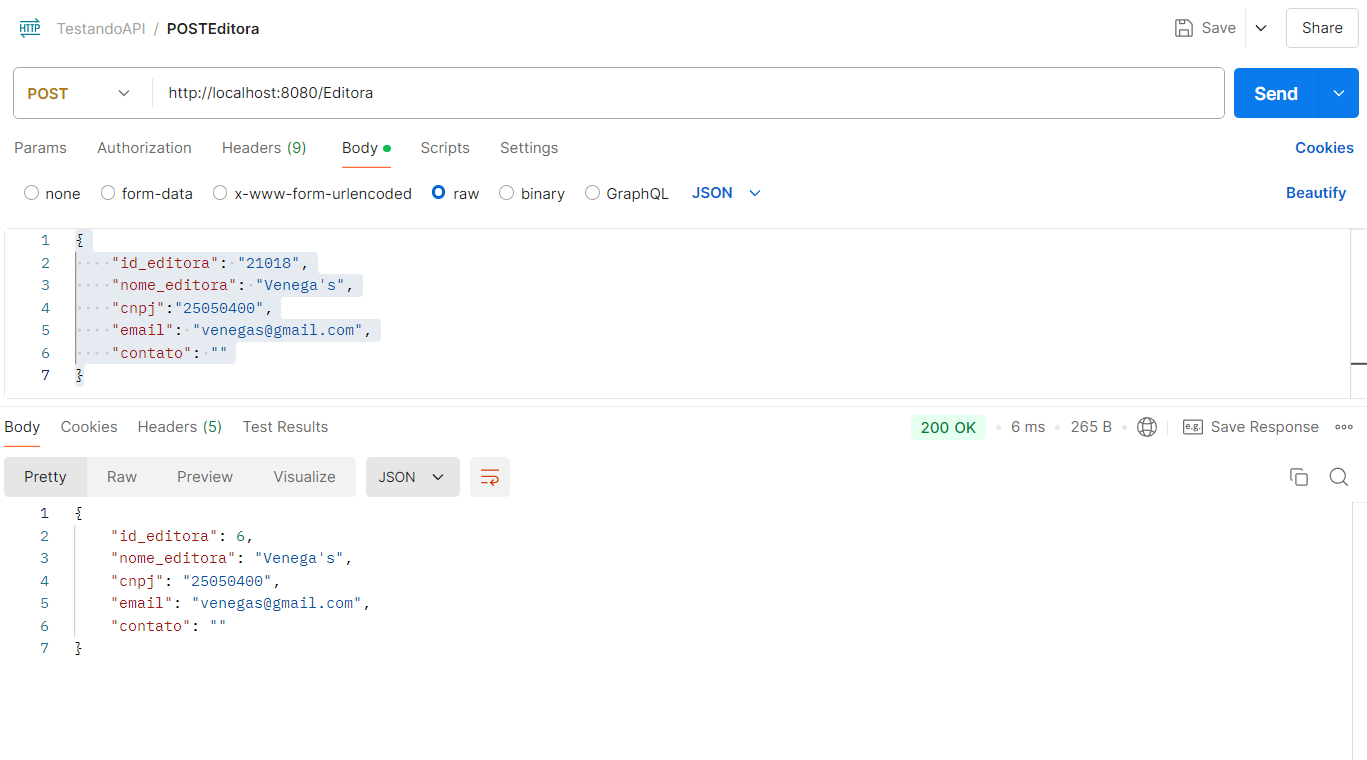 HTTP TestandoAPI / POSTEditora Save Share
POST http://localhost:8080/Editora Send
Params Authorization Headers (9) Body Scripts Settings Cookies
none form-data x-www-form-urlencoded raw binary GraphQL JSON Beautify
1 {
2 "id_editora": "21018",
3 "nome_editora": "Venega's",
4 "cnpj":"25050400",
5 "email": "venegas@gmail.com",
6 "contato": ""
7 }
Body Cookies Headers (5) Test Results 200 OK 6 ms 265 B e.g. Save Response
Pretty Raw Preview Visualize JSON
1 {
2 "id_editora": 6,
3 "nome_editora": "Venega's",
4 "cnpj": "25050400",
5 "email": "venegas@gmail.com",
6 "contato": ""
7 }